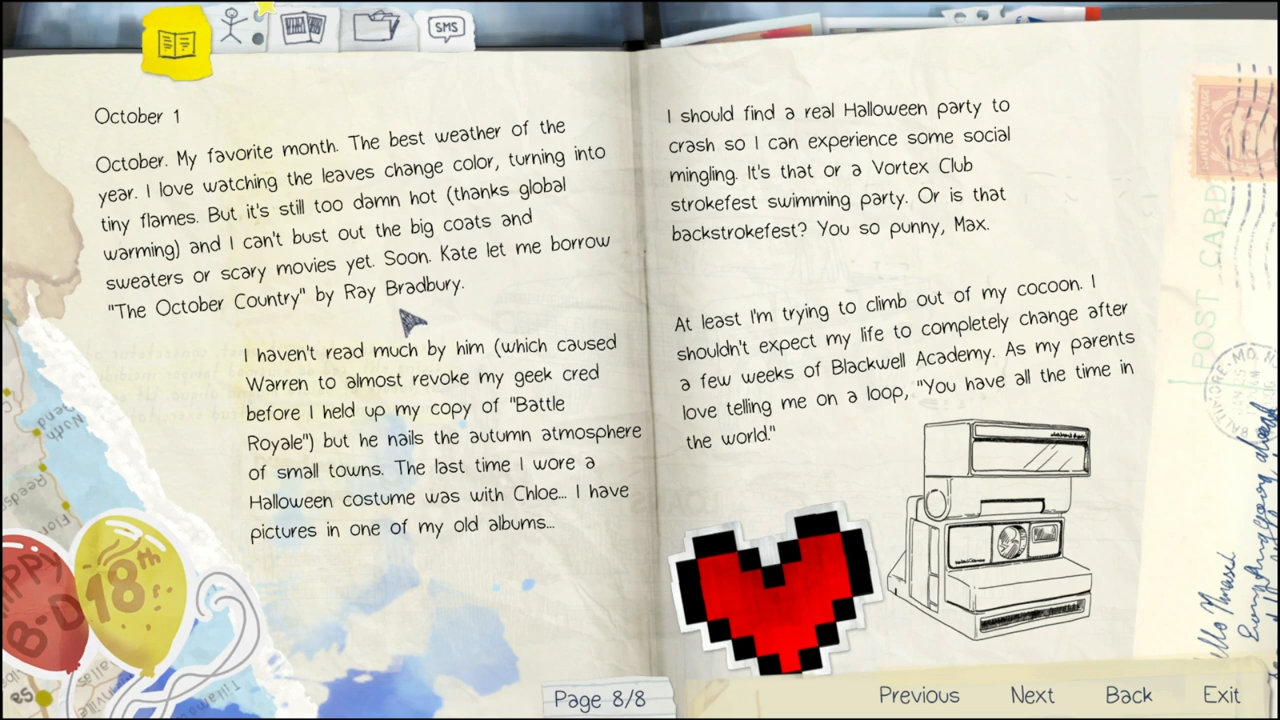 SMS
October 1
October. My favorite month. The best weather of the
year. I love watching the leaves change color, turning into
tiny flames. But it's still too damn hot (thanks global
warming) and I can't bust out the big coats and
sweaters or scary movies yet. Soon. Kate let me borrow
"The October Country" by Ray Bradbury.
I haven't read much by him (which caused
Warren to almost revoke my geek cred
before I held up my copy of "Battle
Royale") but he nails the autumn atmosphere
of small towns. The last time I wore a
Halloween costume was with Chloe... I have
pictures in one of my old albums...
I should find a real Halloween party to
crash so I can experience some social
mingling. It's that or a Vortex Club
strokefest swimming party. Or is that
backstrokefest? You so punny, Max.
At least I'm trying to climb out of my cocoon. I
shouldn't expect my life to completely change after
a few weeks of Blackwell Academy. As my parents
love telling me on a loop, "You have all the time in
the world."
B-D
18th
POST CARD
North
Bend
Page 8/8
Previous
Next
Back
Exit